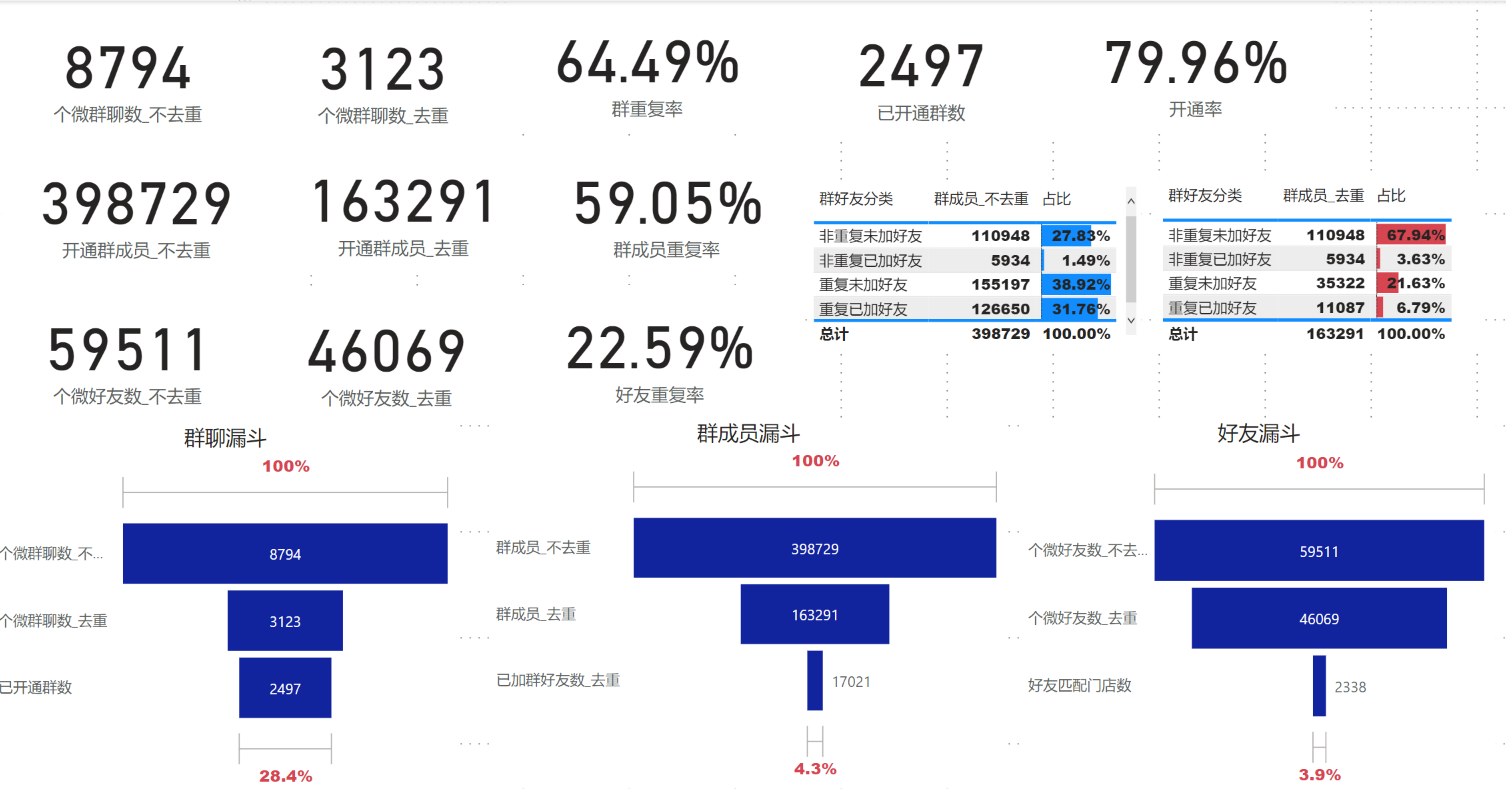 8794
个微群聊数_不去重
3123
个微群聊数_去重
64.49%
群重复率
2497
已开通群数
79.96%
开通率
398729
开通群成员_不去重
163291
开通群成员_去重
59.05%
群成员重复率
群好友分类 群成员_不去重 占比
非重复未加好友 110948 27.83%
非重复已加好友 5934 1.49%
重复未加好友 155197 38.92%
重复已加好友 126650 31.76%
总计 398729 100.00%
群好友分类 群成员_去重 占比
非重复未加好友 110948 67.94%
非重复已加好友 5934 3.63%
重复未加好友 35322 21.63%
重复已加好友 11087 6.79%
总计 163291 100.00%
59511
个微好友数_不去重
46069
个微好友数_去重
22.59%
好友重复率
群聊漏斗
100%
个微群聊数_不... 8794
个微群聊数_去重 3123
已开通群数 2497
28.4%
群成员漏斗
100%
群成员_不去重 398729
群成员_去重 163291
已加群好友数_去重 17021
4.3%
好友漏斗
100%
个微好友数_不去... 59511
个微好友数_去重 46069
好友匹配门店数 2338
3.9%